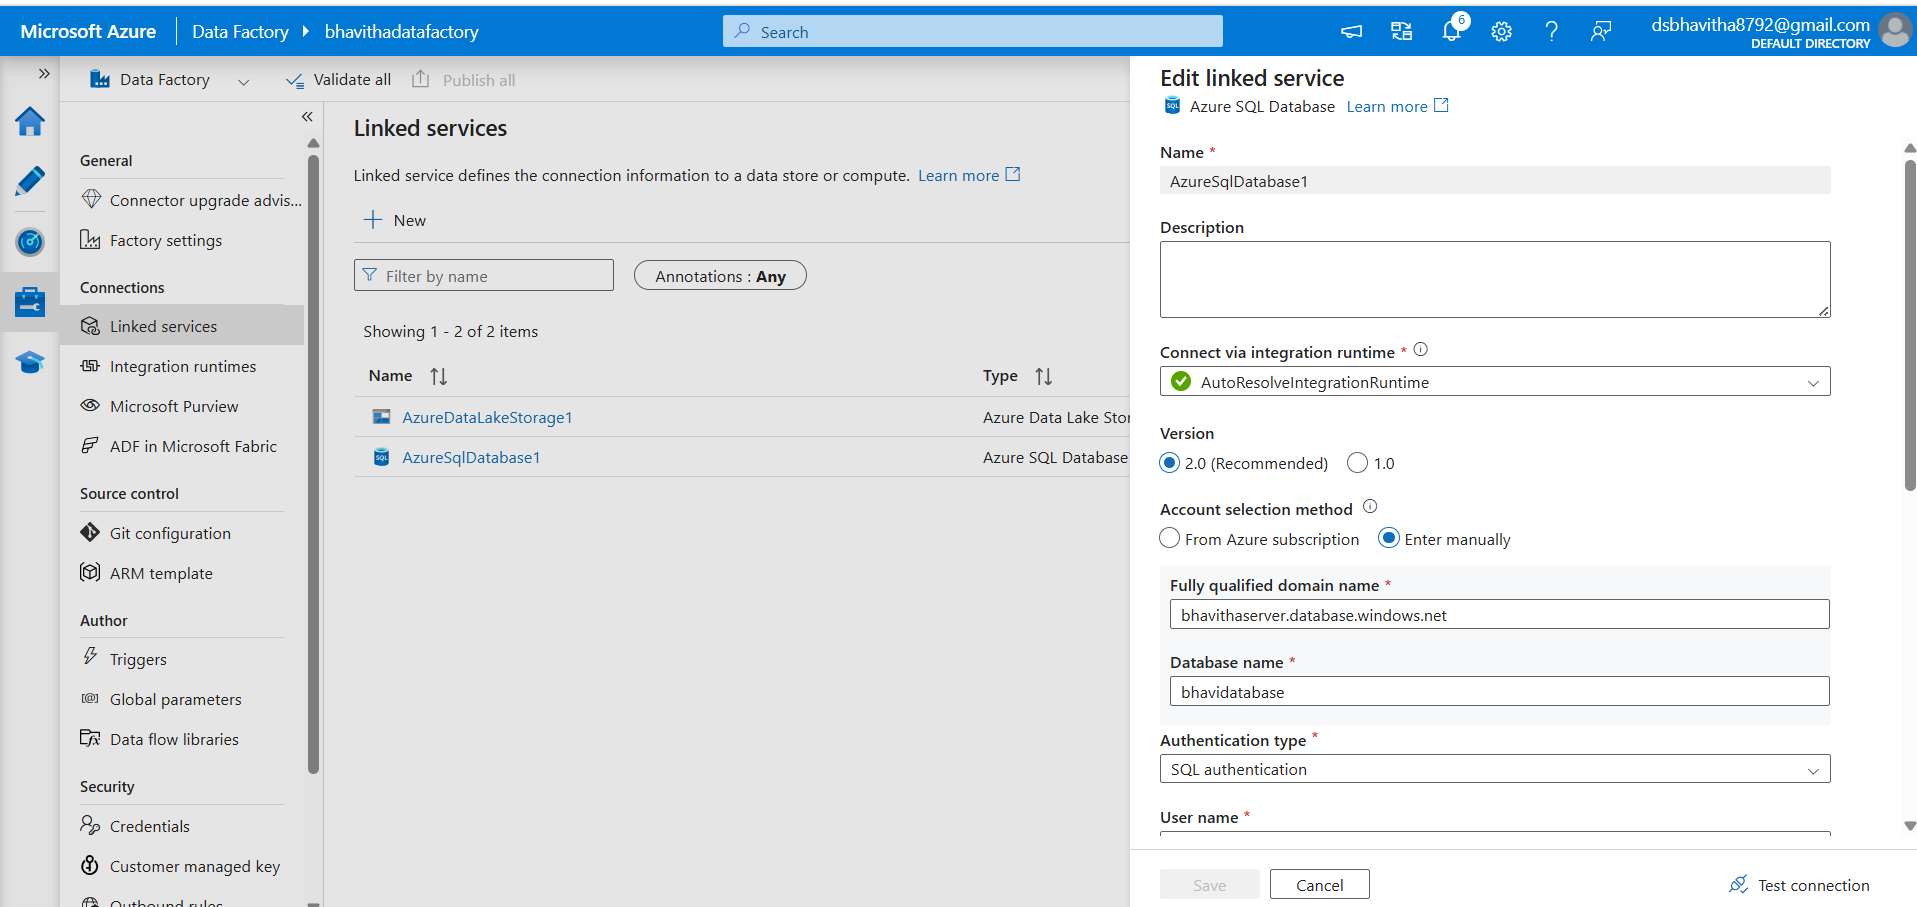 Microsoft Azure
Data Factory
bhavithadatafactory
Search
6
dsbhavitha8792@gmail.com
DEFAULT DIRECTORY
Data Factory
Validate all
Publish all
General
Connector upgrade advis...
Factory settings
Connections
Linked services
Integration runtimes
Microsoft Purview
ADF in Microsoft Fabric
Source control
Git configuration
ARM template
Author
Triggers
Global parameters
Data flow libraries
Security
Credentials
Customer managed key
Outbound rules
Linked services
Linked service defines the connection information to a data store or compute. Learn more
New
Filter by name
Annotations : Any
Showing 1 - 2 of 2 items
Name Type
AzureDataLakeStorage1 Azure Data Lake Stor
SQL AzureSqlDatabase1 Azure SQL Database
Edit linked service
SQL Azure SQL Database Learn more
Name *
AzureSqlDatabase1
Description
Connect via integration runtime *
AutoResolveIntegrationRuntime
Version
2.0 (Recommended) 1.0
Account selection method
From Azure subscription Enter manually
Fully qualified domain name *
bhavithaserver.database.windows.net
Database name *
bhavidatabase
Authentication type *
SQL authentication
User name *
Save Cancel Test connection